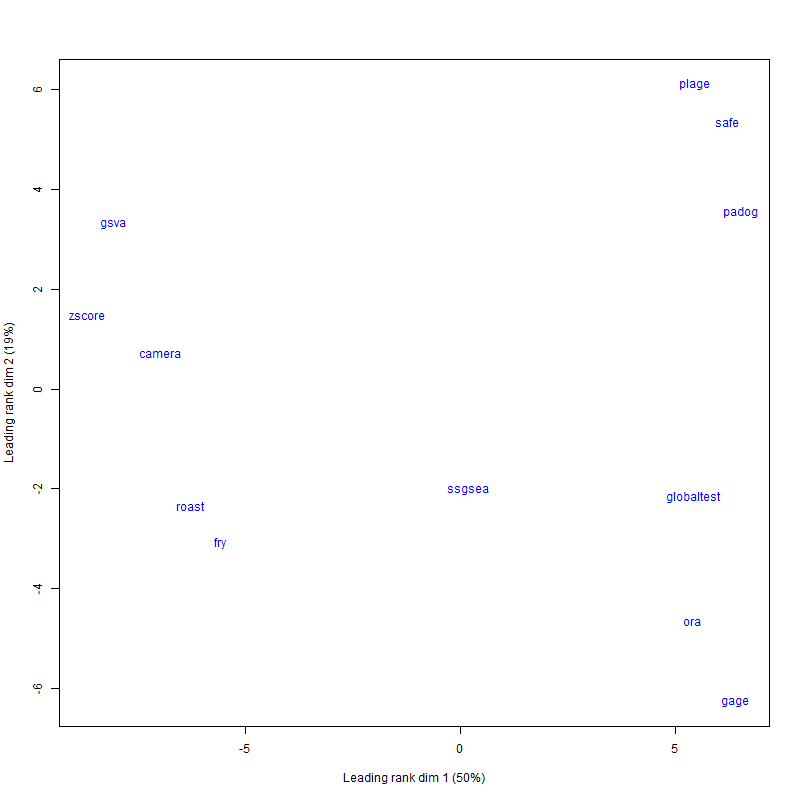 plage
safe
padog
gsva
zscore
camera
ssgsea
globaltest
roast
fry
ora
gage
6
4
2
0
-2
-4
-6
Leading rank dim 2 (19%)
-5
0
5
Leading rank dim 1 (50%)